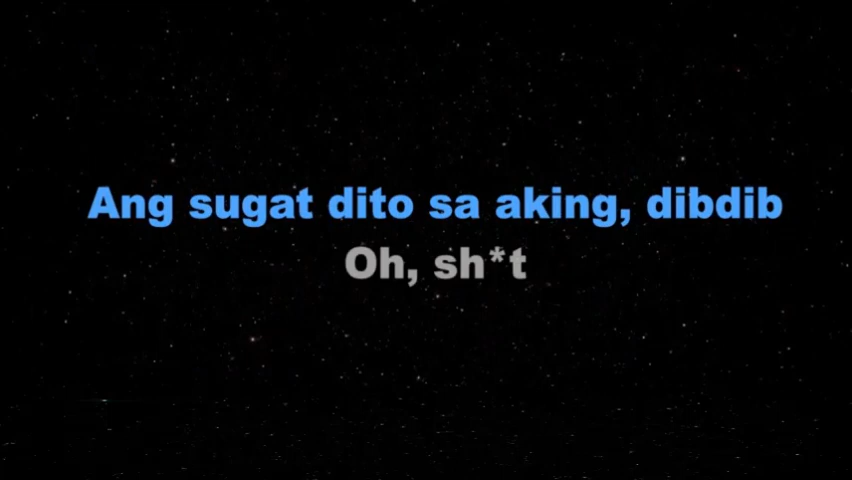 Ang sugat dito sa aking, dibdib
Oh, sh*t